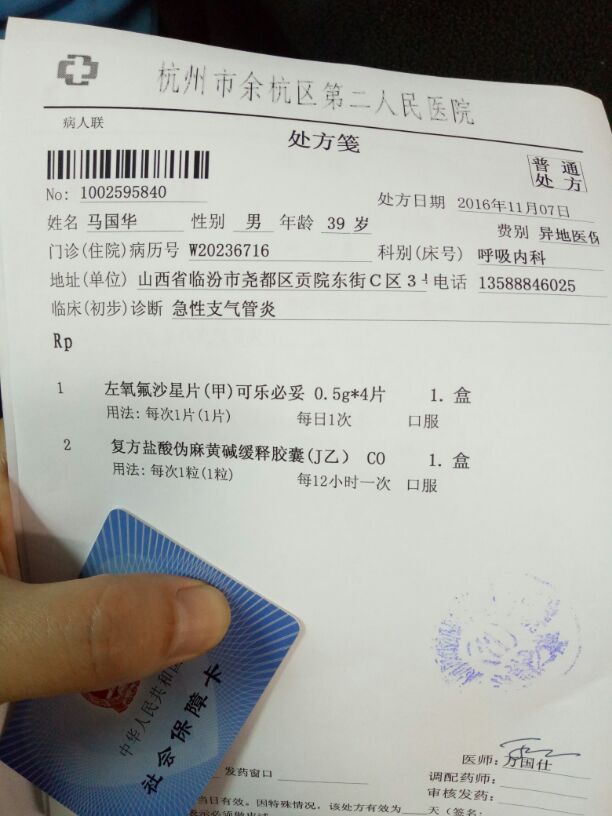 杭州市余杭区第二人民医院
病人联
处方笺
普通
处方
No: 1002595840
处方日期 2016年11月07日
姓名 马国华 性别 男 年龄 39 岁
费别 异地医保
门诊(住院)病历号 W20236716 科别(床号) 呼吸内科
地址(单位) 山西省临汾市尧都区贡院东街C区3 电话 13588846025
临床(初步)诊断 急性支气管炎
Rp
1 左氧氟沙星片(甲)可乐必妥 0.5g*4片 1. 盒
用法: 每次1片(1片) 每日1次 口服
2 复方盐酸伪麻黄碱缓释胶囊(J乙) CO 1. 盒
用法: 每次1粒(1粒) 每12小时一次 口服
中华人民共和国
社会保障卡
医师: 万国仕
发药窗口
调配药师:
审核发药:
当日有效。因特殊情况，该处方有效为 天(签名: